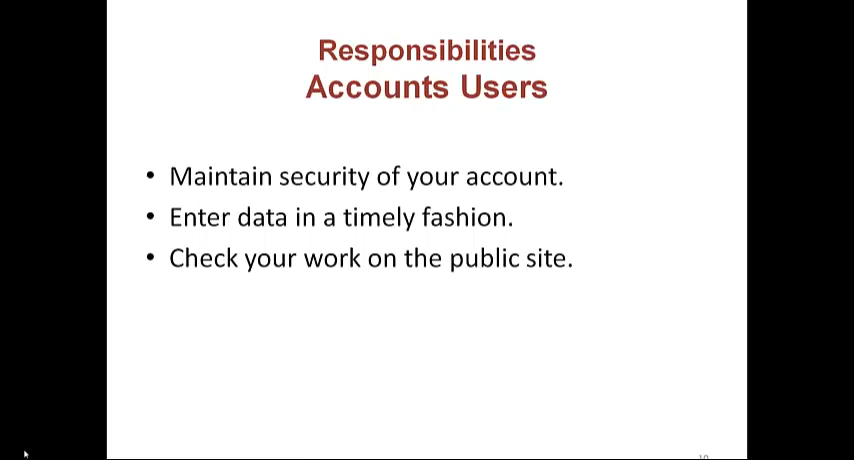 Responsibilities
Accounts Users
• Maintain security of your account.
• Enter data in a timely fashion.
• Check your work on the public site.